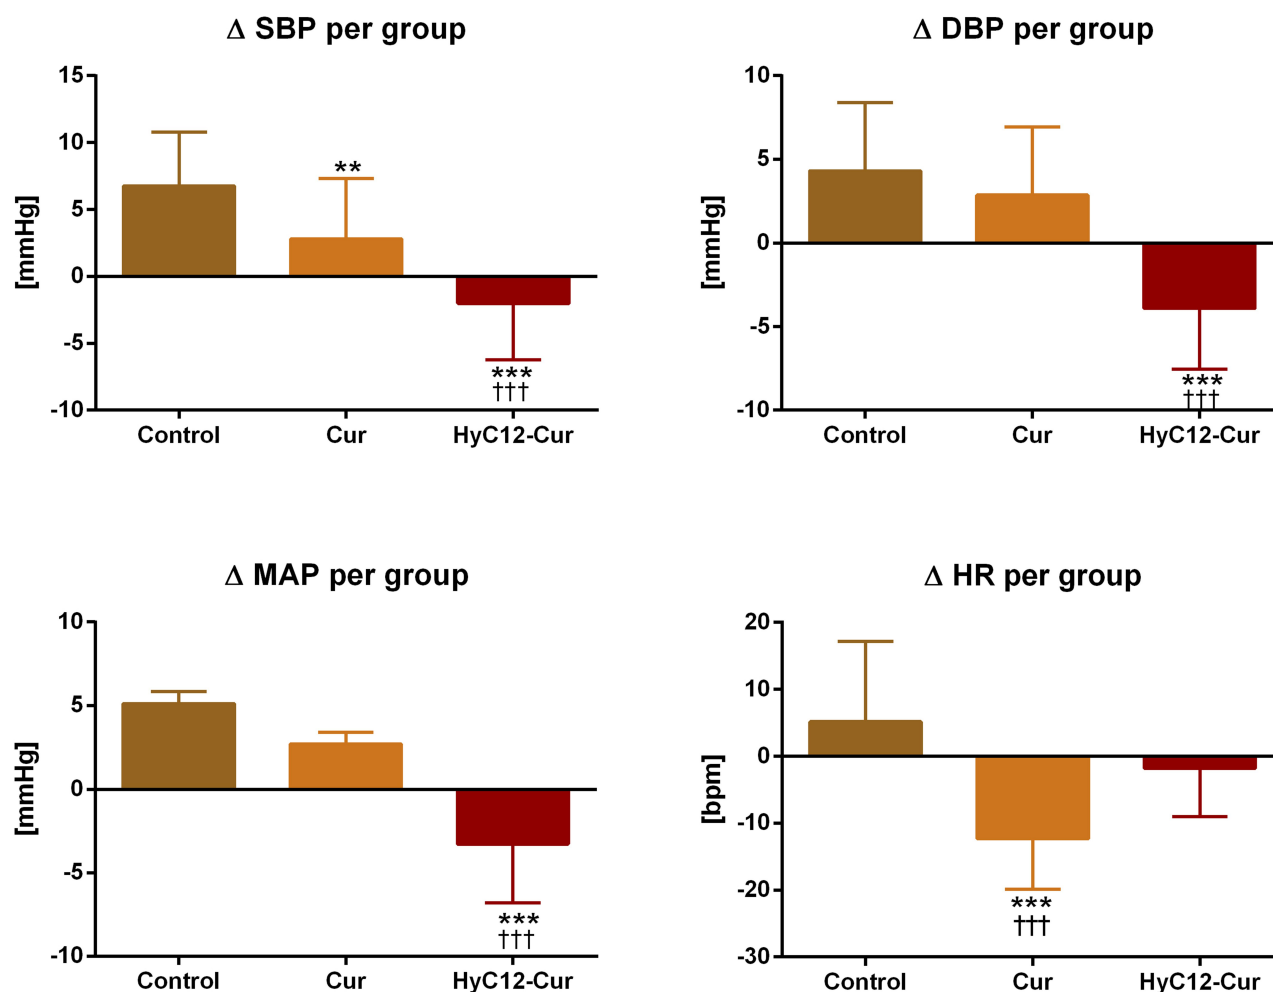 Δ SBP per group
15
10
5
0
-5
-10
[mmHg]
**
***
†††
Control Cur HyC12-Cur
Δ DBP per group
10
5
0
-5
-10
[mmHg]
***
†††
Control Cur HyC12-Cur
Δ MAP per group
10
5
0
-5
-10
[mmHg]
***
†††
Control Cur HyC12-Cur
Δ HR per group
20
10
0
-10
-20
-30
[bpm]
***
†††
Control Cur HyC12-Cur